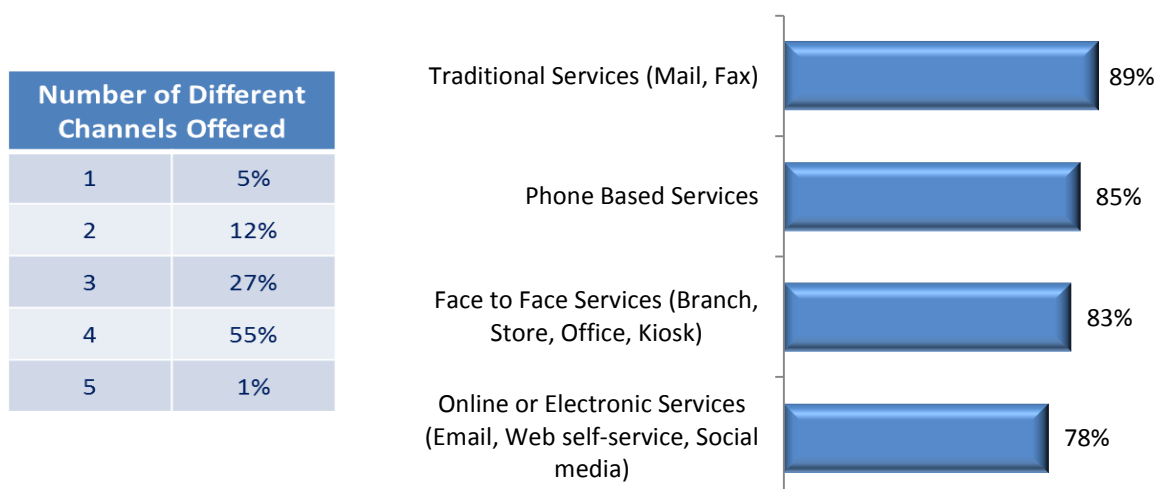 Number of Different
Channels Offered
1 5%
2 12%
3 27%
4 55%
5 1%
Traditional Services (Mail, Fax) 89%
Phone Based Services 85%
Face to Face Services (Branch,
Store, Office, Kiosk) 83%
Online or Electronic Services
(Email, Web self-service, Social
media) 78%